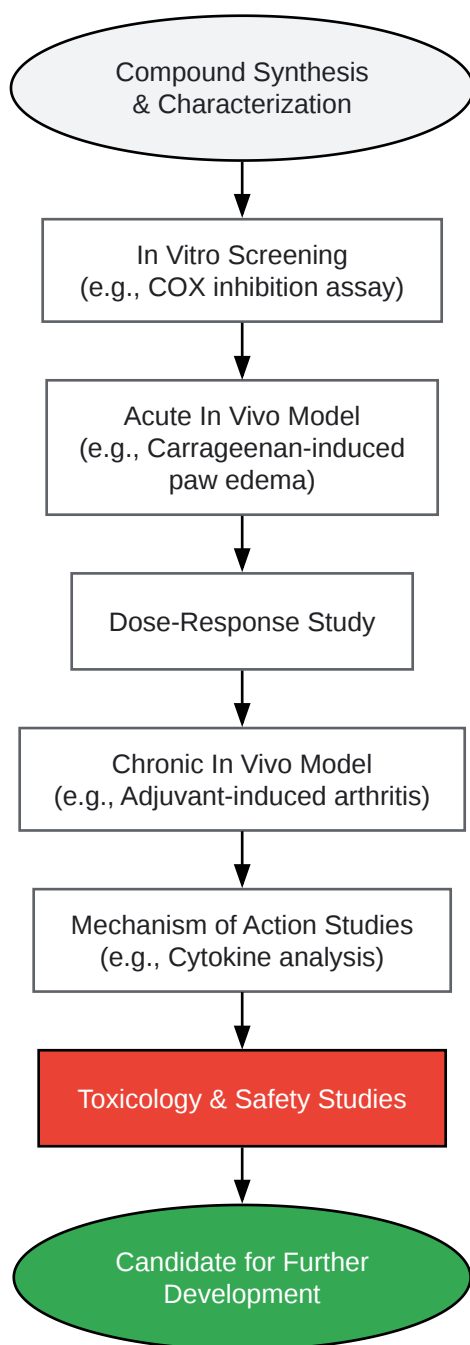 Compound Synthesis
& Characterization
In Vitro Screening
(e.g., COX inhibition assay)
Acute In Vivo Model
(e.g., Carrageenan-induced
paw edema)
Dose-Response Study
Chronic In Vivo Model
(e.g., Adjuvant-induced arthritis)
Mechanism of Action Studies
(e.g., Cytokine analysis)
Toxicology & Safety Studies
Candidate for Further
Development